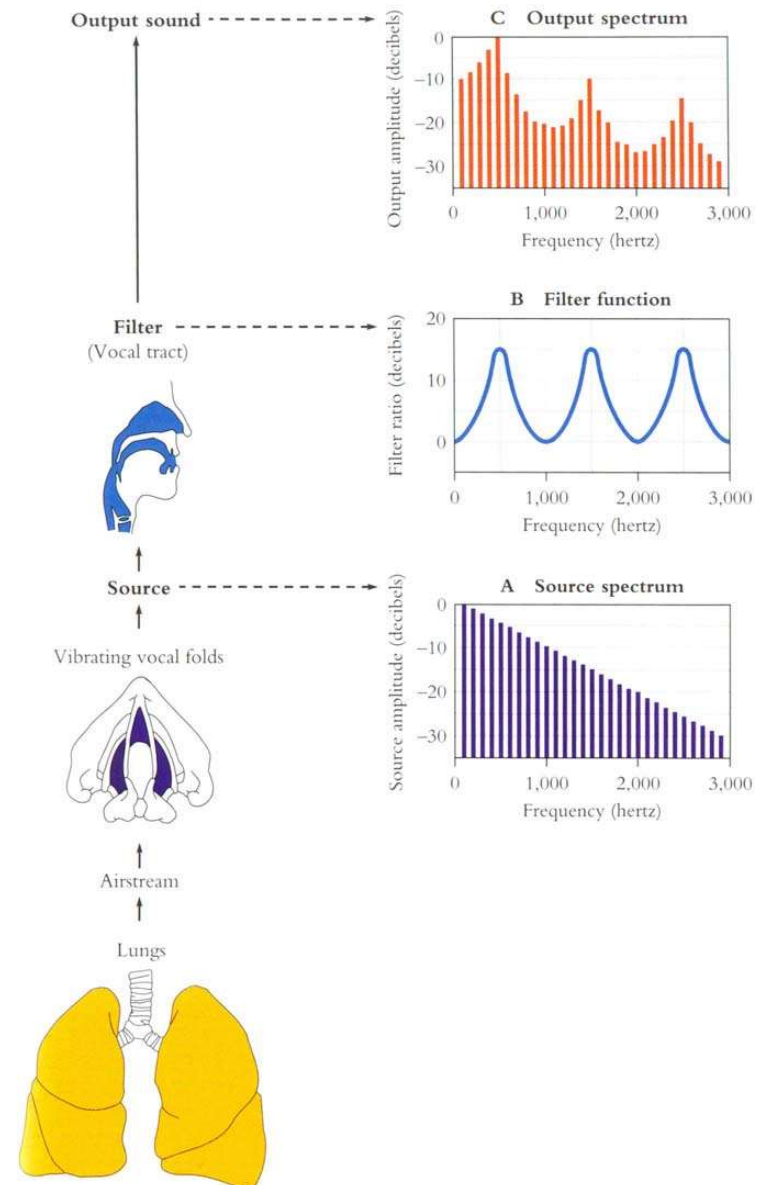 Output sound
C Output spectrum
Output amplitude (decibels)
0
−10
−20
−30
0 1,000 2,000 3,000
Frequency (hertz)
Filter
(Vocal tract)
B Filter function
Filter ratio (decibels)
20
10
0
0 1,000 2,000 3,000
Frequency (hertz)
Source
A Source spectrum
Source amplitude (decibels)
0
−10
−20
−30
0 1,000 2,000 3,000
Frequency (hertz)
Vibrating vocal folds
Airstream
Lungs